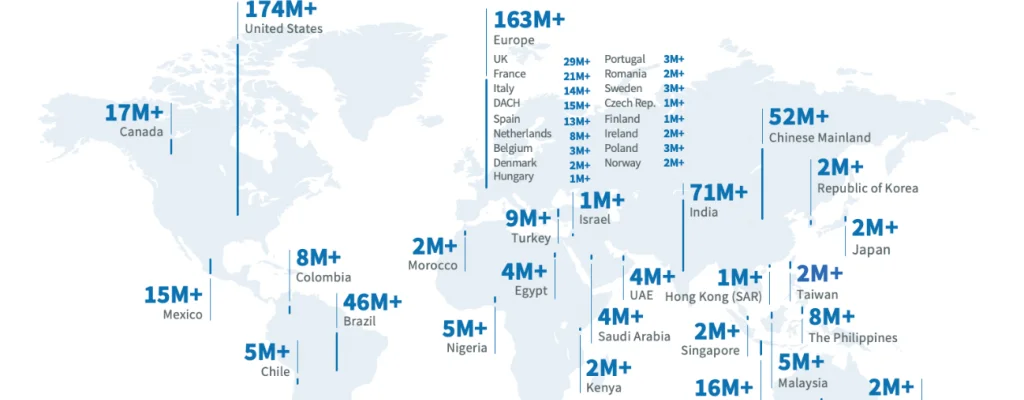 174M+
United States
163M+
Europe
UK 29M+ Portugal 3M+
France 21M+ Romania 2M+
Italy 14M+ Sweden 3M+
DACH 15M+ Czech Rep. 1M+
Spain 13M+ Finland 1M+
Netherlands 8M+ Ireland 2M+
Belgium 3M+ Poland 3M+
Denmark 2M+ Norway 2M+
Hungary 1M+
17M+
Canada
52M+
Chinese Mainland
2M+
Republic of Korea
71M+
India
1M+
Israel
9M+
Turkey
2M+
Japan
2M+
Morocco
8M+
Colombia
4M+
Egypt
4M+
UAE
1M+
Hong Kong (SAR)
2M+
Taiwan
15M+
Mexico
46M+
Brazil
5M+
Nigeria
4M+
Saudi Arabia
2M+
Singapore
8M+
The Philippines
5M+
Chile
2M+
Kenya
5M+
Malaysia
16M+
2M+